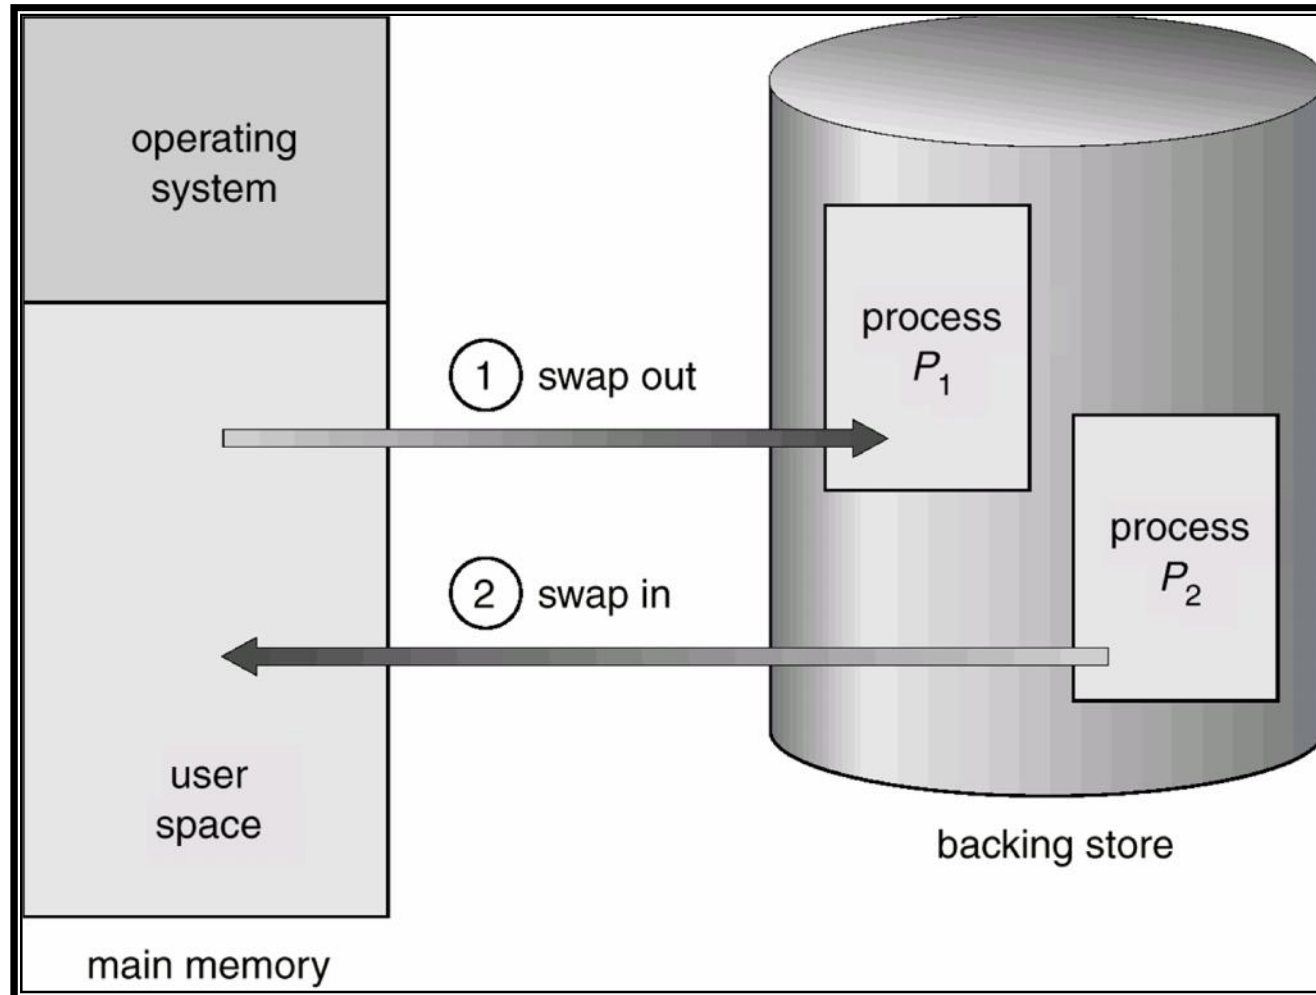 operating
system
1 swap out
process
P1
process
P2
2 swap in
user
space
backing store
main memory